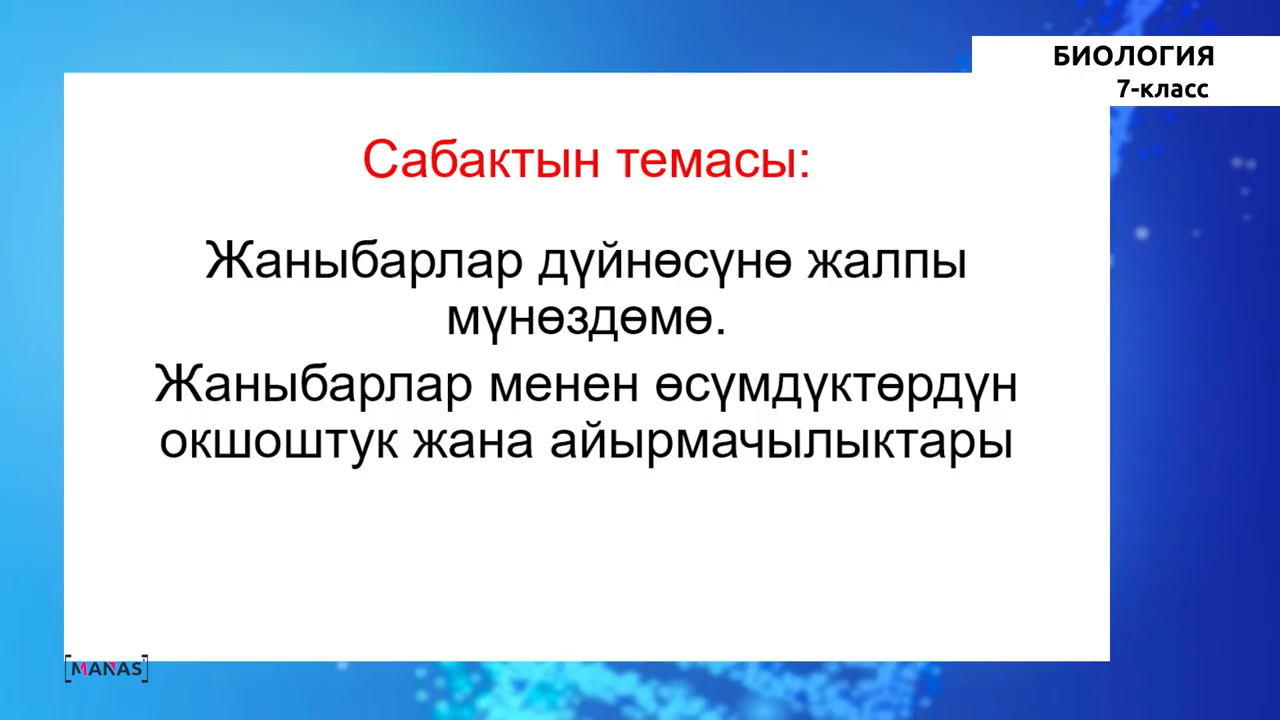 БИОЛОГИЯ
7-класс
Сабактын темасы:
Жаныбарлар дүйнөсүнө жалпы
мүнөздөмө.
Жаныбарлар менен өсүмдүктөрдүн
окшоштук жана айырмачылыктары
[MANAS]